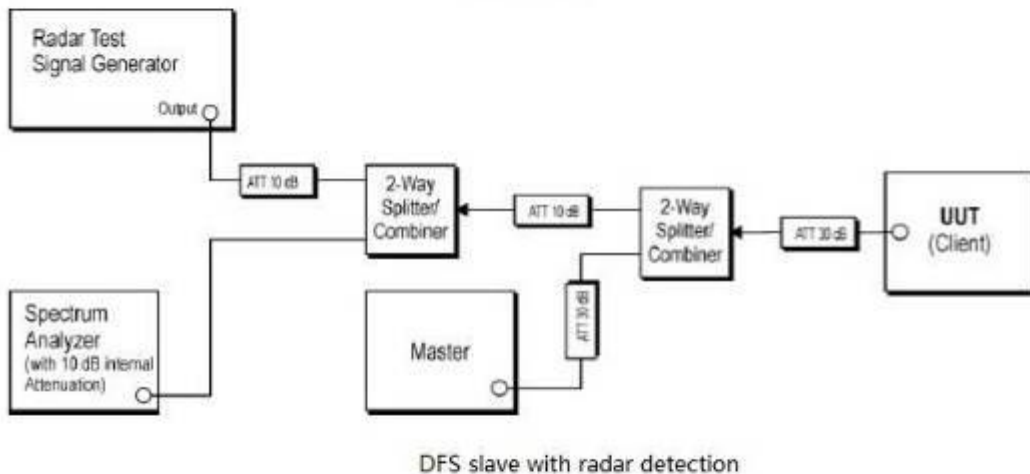 Radar Test
Signal Generator
Output
ATT 10 dB
2-Way
Splitter/
Combiner
ATT 10 dB
2-Way
Splitter/
Combiner
ATT 30 dB
UUT
(Client)
Spectrum
Analyzer
(with 10 dB internal
Attenuation)
Master
ATT 30 dB
DFS slave with radar detection